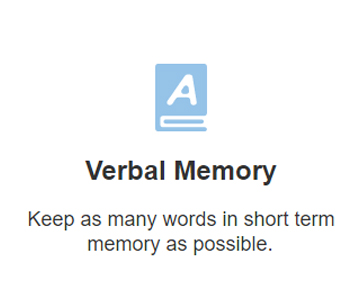 A
Verbal Memory
Keep as many words in short term
memory as possible.